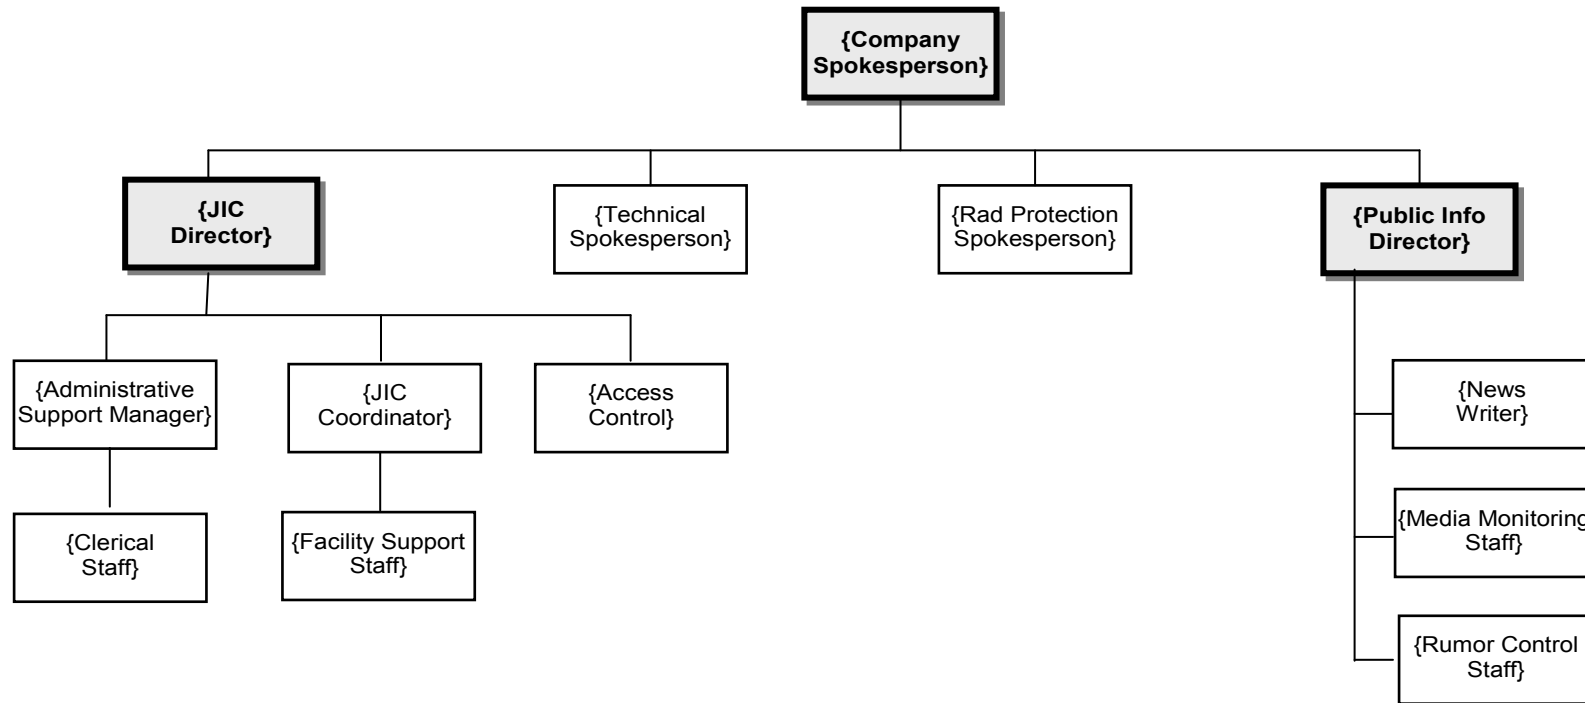 {Company
Spokesperson}
{JIC
Director}
{Technical
Spokesperson}
{Rad Protection
Spokesperson}
{Public Info
Director}
{Administrative
Support Manager}
{JIC
Coordinator}
{Access
Control}
{News
Writer}
{Clerical
Staff}
{Facility Support
Staff}
{Media Monitoring
Staff}
{Rumor Control
Staff}